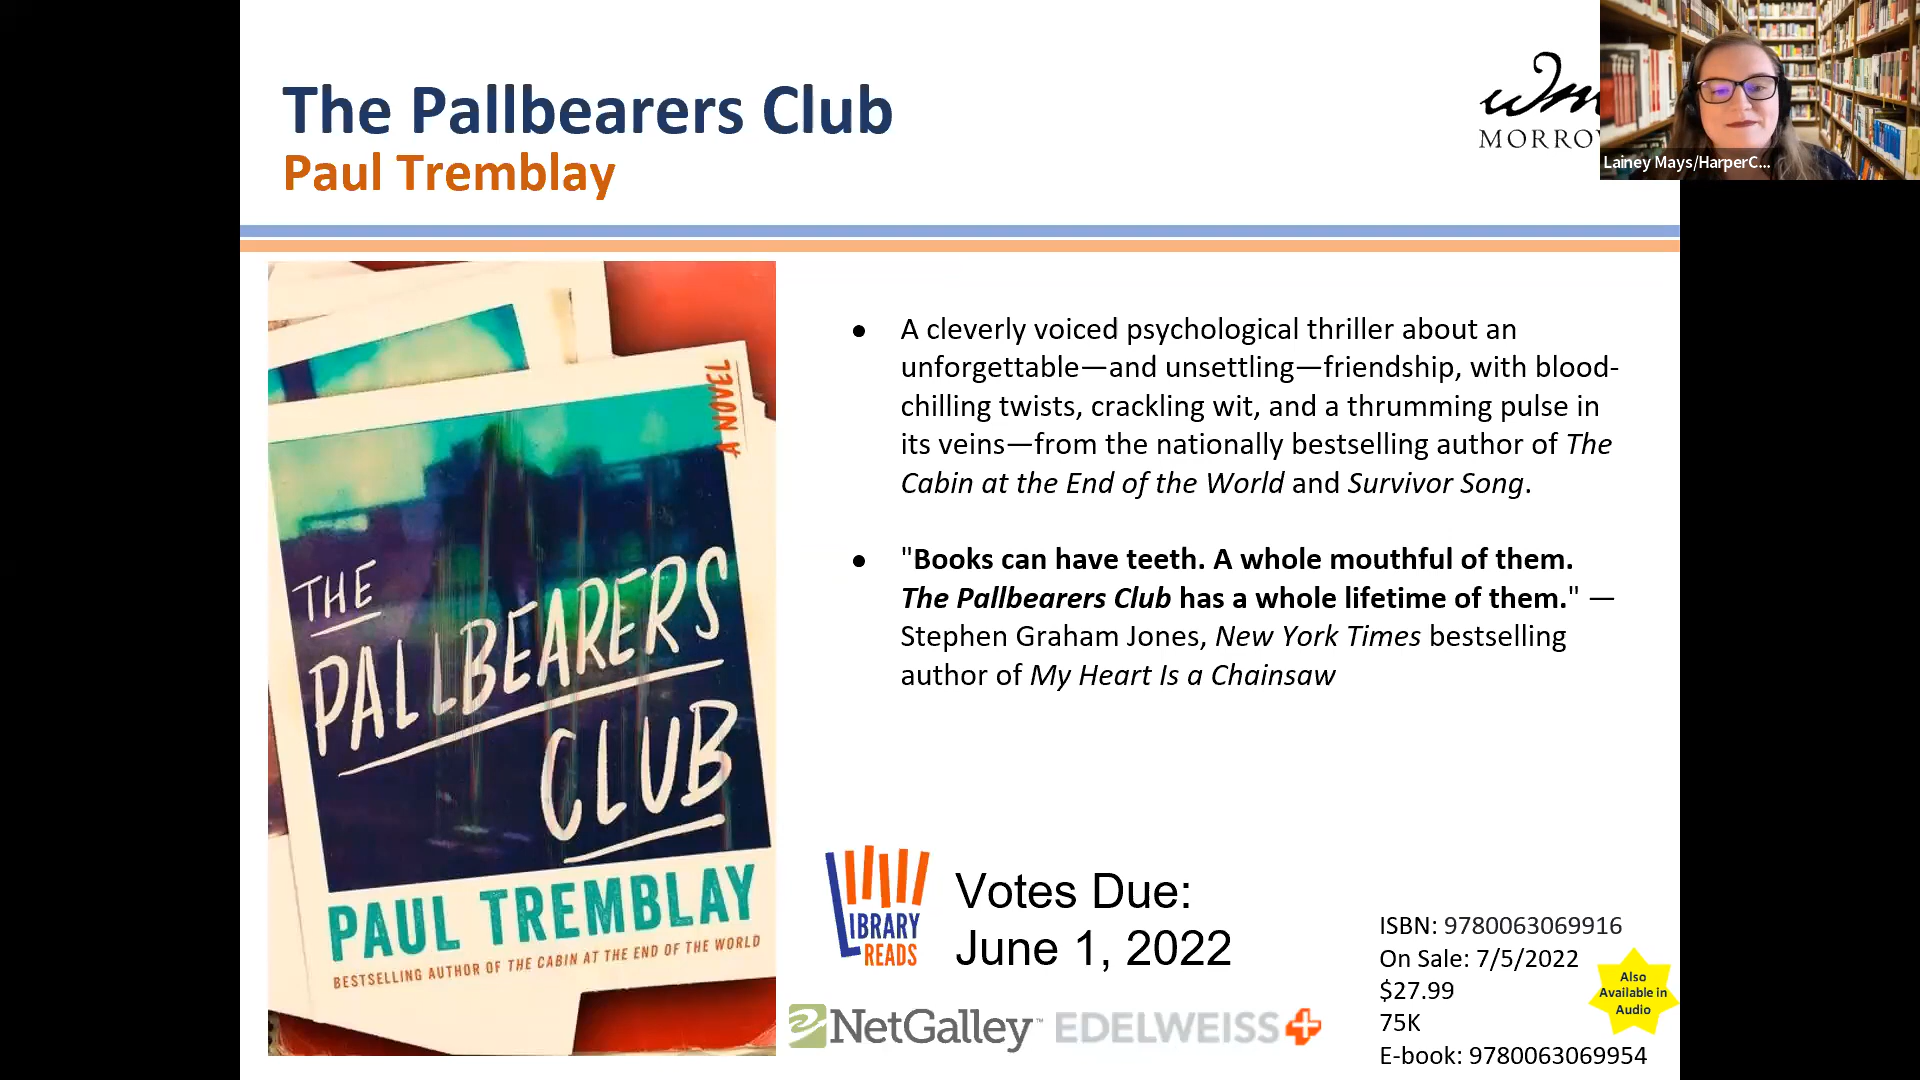 The Pallbearers Club
Paul Tremblay
MORRO
Lainey Mays/HarperC...
A NOVEL
THE
PALLBEARERS
CLUB
PAUL TREMBLAY
BESTSELLING AUTHOR OF THE CABIN AT THE END OF THE WORLD
● A cleverly voiced psychological thriller about an
unforgettable—and unsettling—friendship, with blood-
chilling twists, crackling wit, and a thrumming pulse in
its veins—from the nationally bestselling author of The
Cabin at the End of the World and Survivor Song.
● "Books can have teeth. A whole mouthful of them.
The Pallbearers Club has a whole lifetime of them." —
Stephen Graham Jones, New York Times bestselling
author of My Heart Is a Chainsaw
LIBRARY
READS
Votes Due:
June 1, 2022
NetGalley™
EDELWEISS+
ISBN: 9780063069916
On Sale: 7/5/2022
$27.99
75K
E-book: 9780063069954
Also
Available in
Audio